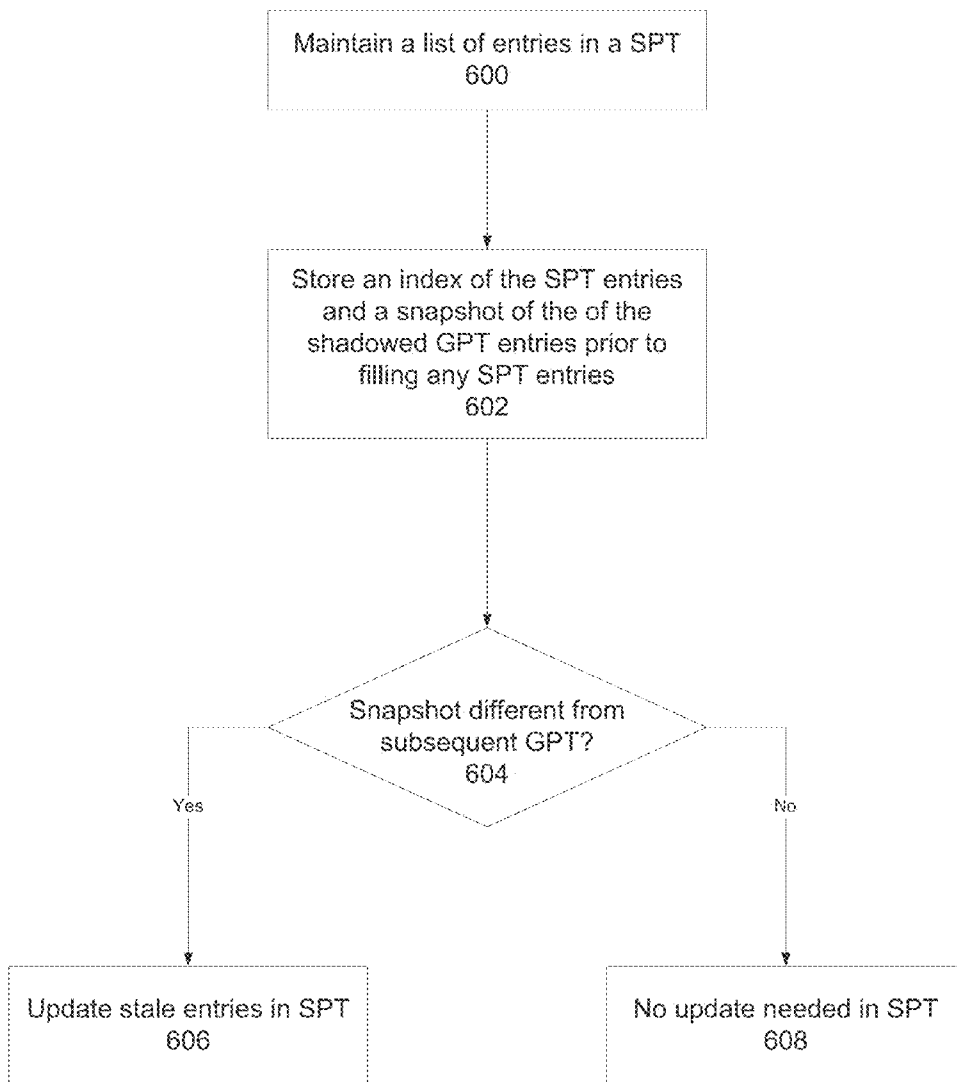 Maintain a list of entries in a SPT
600
Store an index of the SPT entries
and a snapshot of the of the
shadowed GPT entries prior to
filling any SPT entries
602
Snapshot different from
subsequent GPT?
604
Yes
No
Update stale entries in SPT
606
No update needed in SPT
608